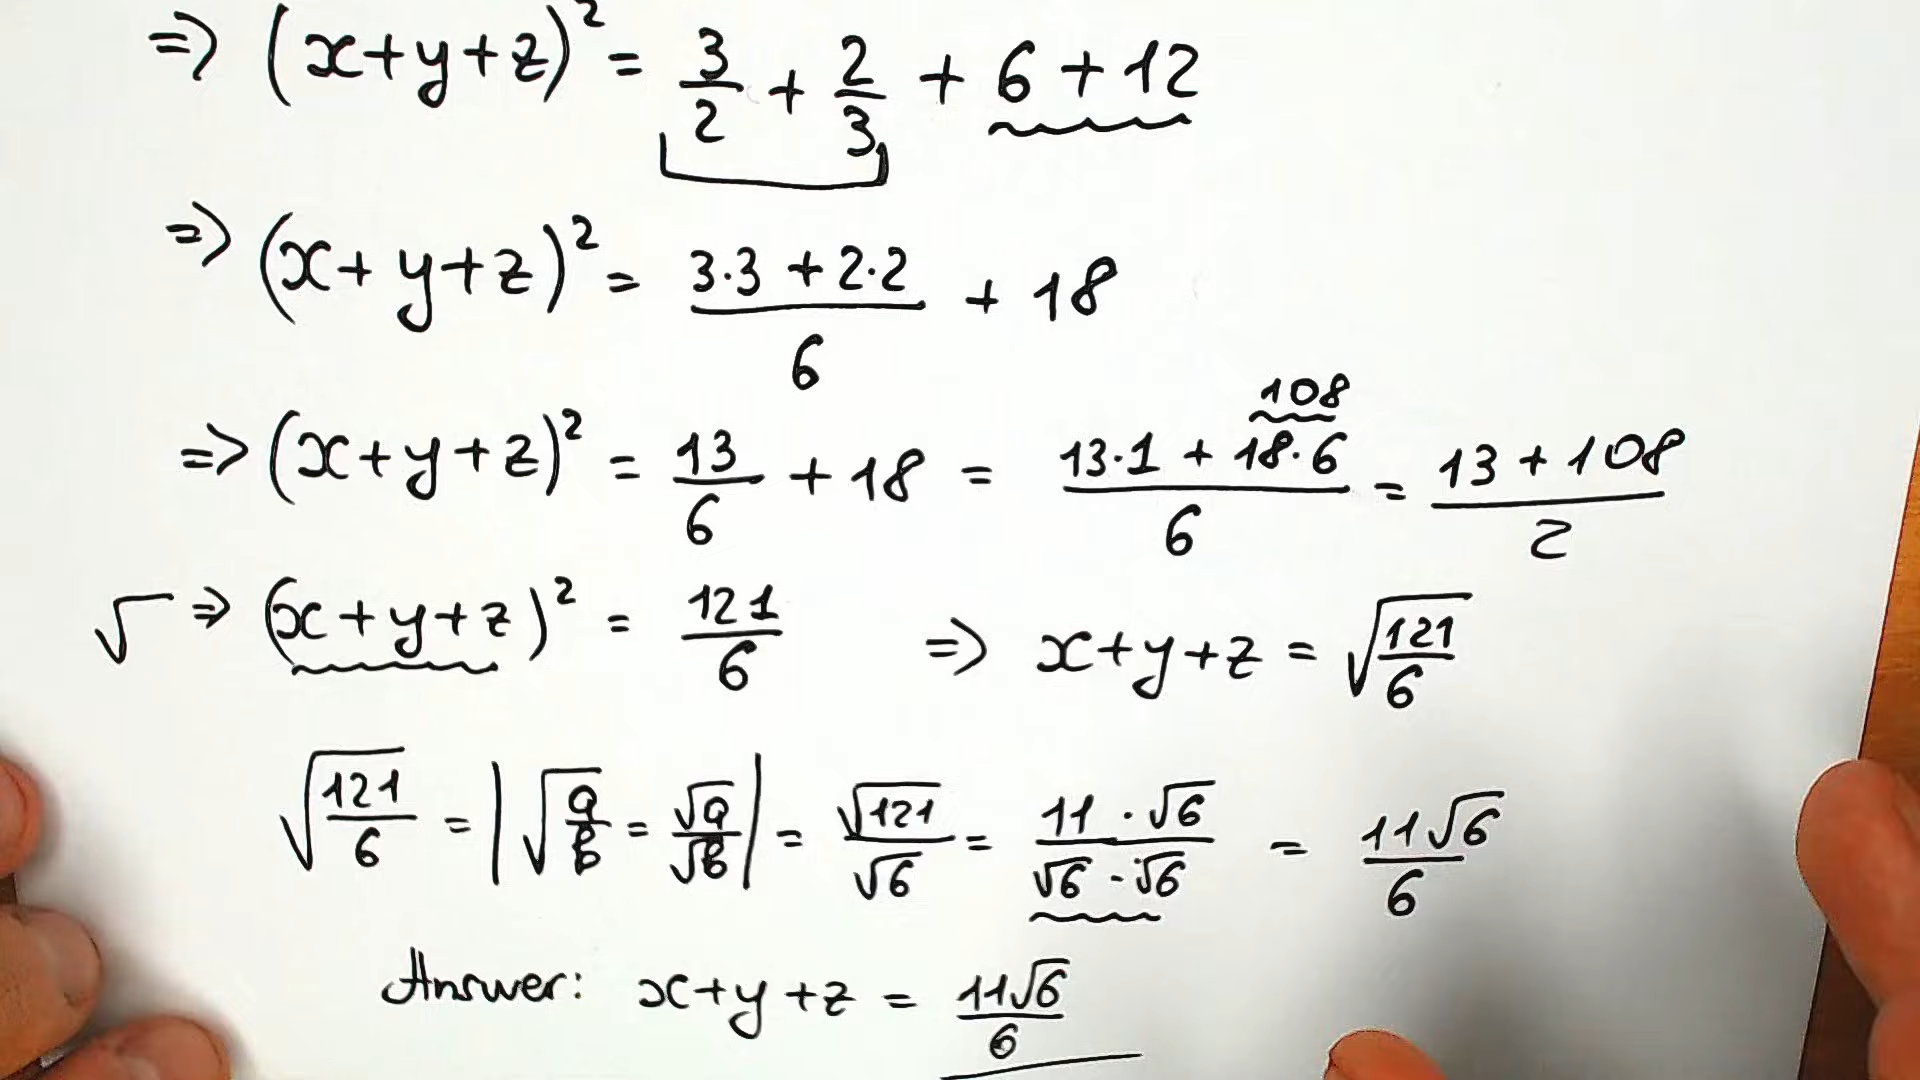 => (x+y+z)² = 3/2 + 2/3 + 6 + 12
=> (x+y+z)² = (3·3 + 2·2)/6 + 18
108
=> (x+y+z)² = 13/6 + 18 = (13·1 + 18·6)/6 = (13 + 108)/2
√ => (x+y+z)² = 121/6 => x+y+z = √(121/6)
√(121/6) = |√(a/b) = √a/√b| = √121/√6 = (11·√6)/(√6·√6) = 11√6/6
Answer: x+y+z = 11√6/6